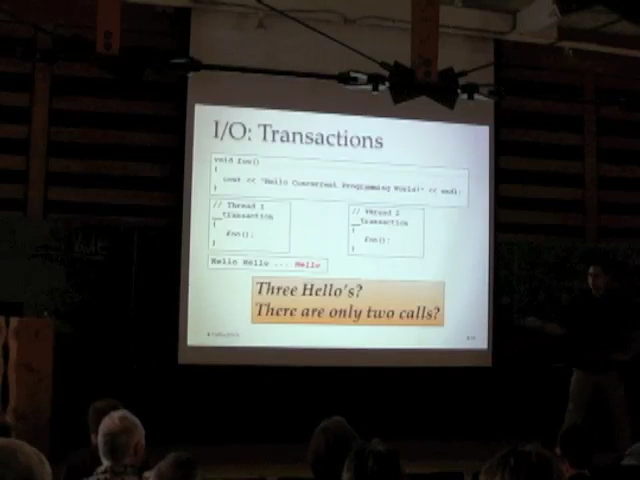 I/O: Transactions
void foo()
{
cout << "Hello Concurrent Programming World!" << endl;
}
// Thread 1
__transaction
{
foo();
}
// Thread 2
__transaction
{
foo();
}
Hello Hello ... Hello
Three Hello's?
There are only two calls?